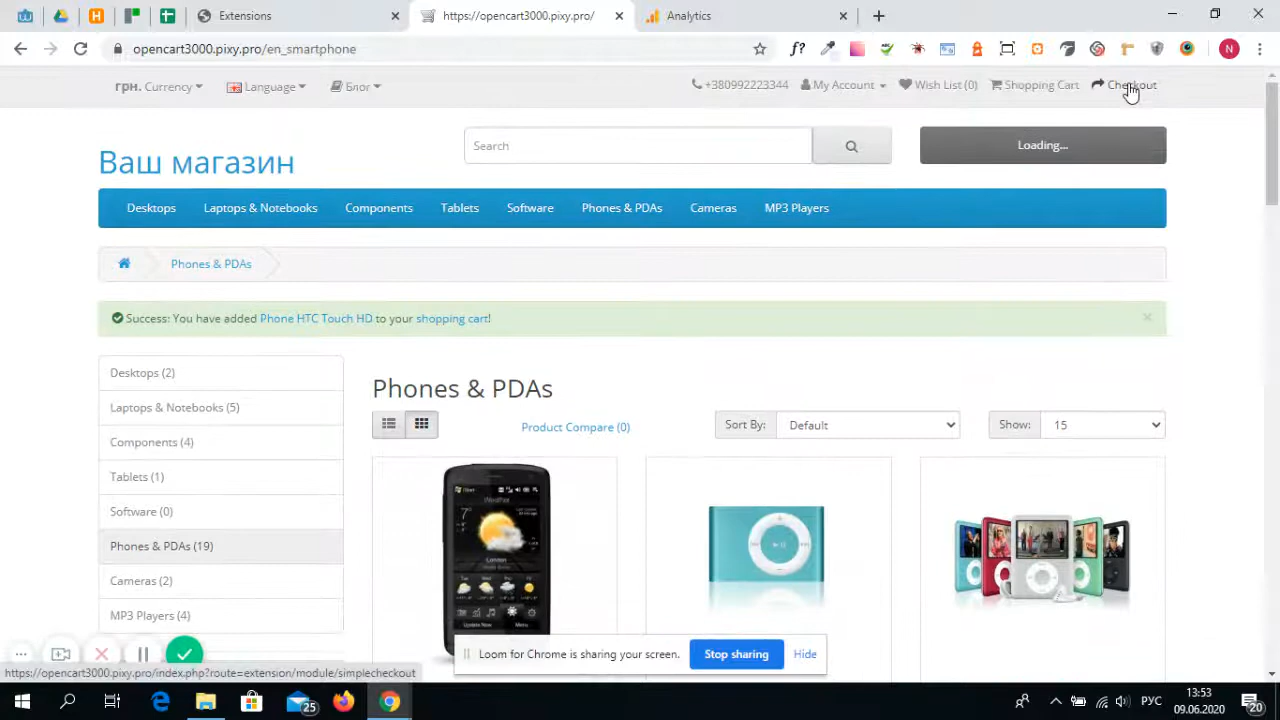 Extensions
https://opencart3000.pixy.pro/
Analytics
opencart3000.pixy.pro/en_smartphone
грн. Currency
Language
Блог
+380992223344
My Account
Wish List (0)
Shopping Cart
Checkout
Ваш магазин
Search
Loading...
Desktops
Laptops & Notebooks
Components
Tablets
Software
Phones & PDAs
Cameras
MP3 Players
Phones & PDAs
Success: You have added Phone HTC Touch HD to your shopping cart!
Desktops (2)
Laptops & Notebooks (5)
Components (4)
Tablets (1)
Software (0)
Phones & PDAs (19)
Cameras (2)
MP3 Players (4)
Phones & PDAs
Product Compare (0)
Sort By:
Default
Show:
15
Loom for Chrome is sharing your screen.
Stop sharing
Hide
https://opencart3000.pixy.pro/index.php?route=extension/module/simplecheckout
25
РУС
13:53
09.06.2020
20